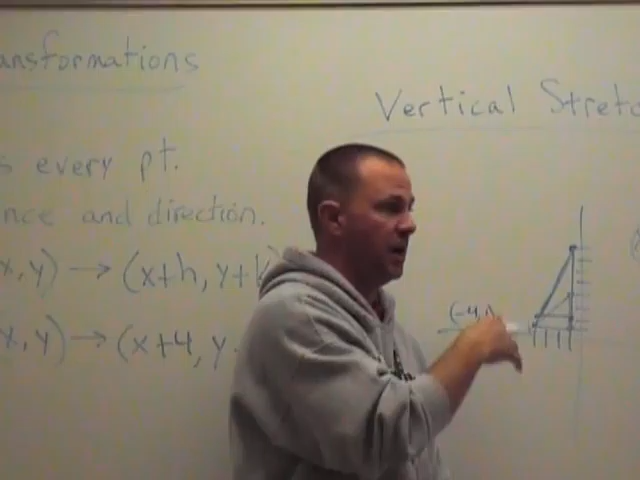 ansformations
s every pt.
nce and direction.
x, y) → (x+h, y+k)
x, y) → (x+4, y
Vertical Stretc
(-4,